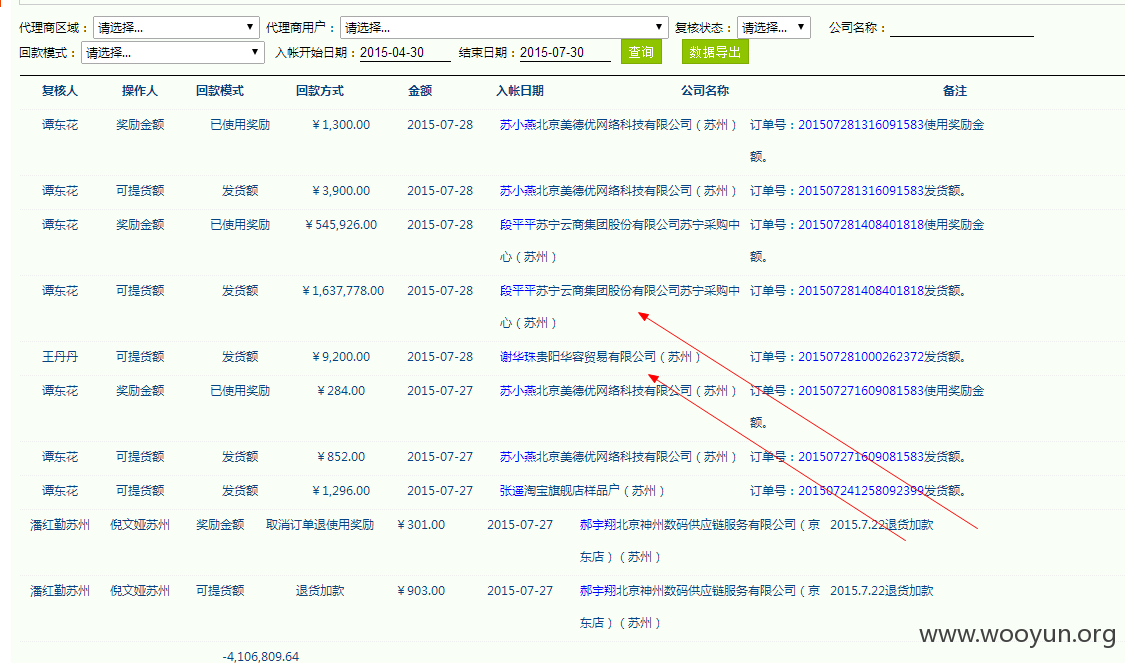 代理商区域： 请选择... 代理商用户： 请选择... 复核状态： 请选择... 公司名称：
回款模式： 请选择... 入帐开始日期： 2015-04-30 结束日期： 2015-07-30 查询 数据导出
复核人 操作人 回款模式 回款方式 金额 入帐日期 公司名称 备注
谭东花 奖励金额 已使用奖励 ￥1,300.00 2015-07-28 苏小燕北京美德优网络科技有限公司（苏州） 订单号：201507281316091583使用奖励金
额。
谭东花 可提货额 发货额 ￥3,900.00 2015-07-28 苏小燕北京美德优网络科技有限公司（苏州） 订单号：201507281316091583发货额。
谭东花 奖励金额 已使用奖励 ￥545,926.00 2015-07-28 段平平苏宁云商集团股份有限公司苏宁采购中 订单号：201507281408401818使用奖励金
心（苏州） 额。
谭东花 可提货额 发货额 ￥1,637,778.00 2015-07-28 段平平苏宁云商集团股份有限公司苏宁采购中 订单号：201507281408401818发货额。
心（苏州）
王丹丹 可提货额 发货额 ￥9,200.00 2015-07-28 谢华珠贵阳华容贸易有限公司（苏州） 订单号：201507281000262372发货额。
谭东花 奖励金额 已使用奖励 ￥284.00 2015-07-27 苏小燕北京美德优网络科技有限公司（苏州） 订单号：201507271609081583使用奖励金
额。
谭东花 可提货额 发货额 ￥852.00 2015-07-27 苏小燕北京美德优网络科技有限公司（苏州） 订单号：201507271609081583发货额。
谭东花 可提货额 发货额 ￥1,296.00 2015-07-27 张遥淘宝旗舰店样品户（苏州） 订单号：201507241258092399发货额。
潘红勤苏州 倪文娅苏州 奖励金额 取消订单退使用奖励 ￥301.00 2015-07-27 郝宇翔北京神州数码供应链服务有限公司（京 2015.7.22退货加款
东店）（苏州）
潘红勤苏州 倪文娅苏州 可提货额 退货加款 ￥903.00 2015-07-27 郝宇翔北京神州数码供应链服务有限公司（京 2015.7.22退货加款
东店）（苏州）
-4,106,809.64
www.wooyun.org